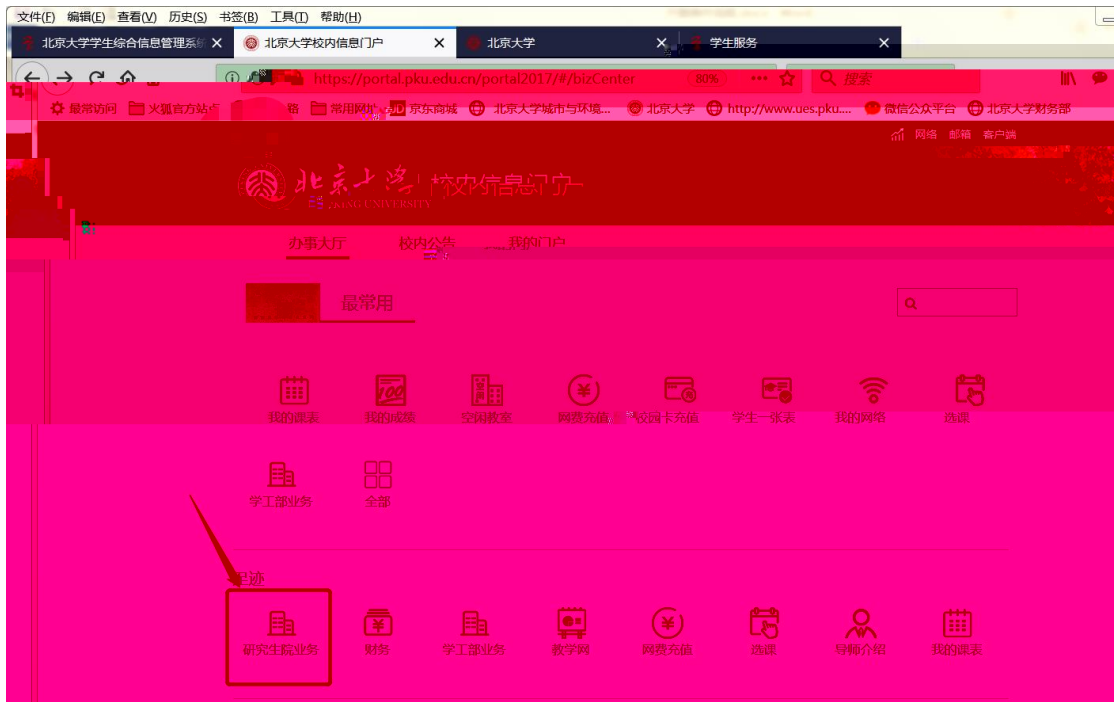 文件(F) 编辑(E) 查看(V) 历史(S) 书签(B) 工具(T) 帮助(H)
北京大学学生综合信息管理系统 × 北京大学校内信息门户 × 北京大学 × 学生服务 ×
https://portal.pku.edu.cn/portal2017/#/bizCenter 80% ··· 搜索
最常访问 火狐官方站点 常用网址 JD 京东商城 北京大学城市与环境... 北京大学 http://www.ues.pku.... 微信公众平台 北京大学财务部
网络 邮箱 客户端
北京大学 校内信息门户
PEKING UNIVERSITY
办事大厅 校内公告 我的门户
最常用
我的课表 我的成绩 空闲教室 网费充值 校园卡充值 学生一张表 我的网络 选课
学工部业务 全部
足迹
研究生院业务 财务 学工部业务 教学网 网费充值 选课 导师介绍 我的课表